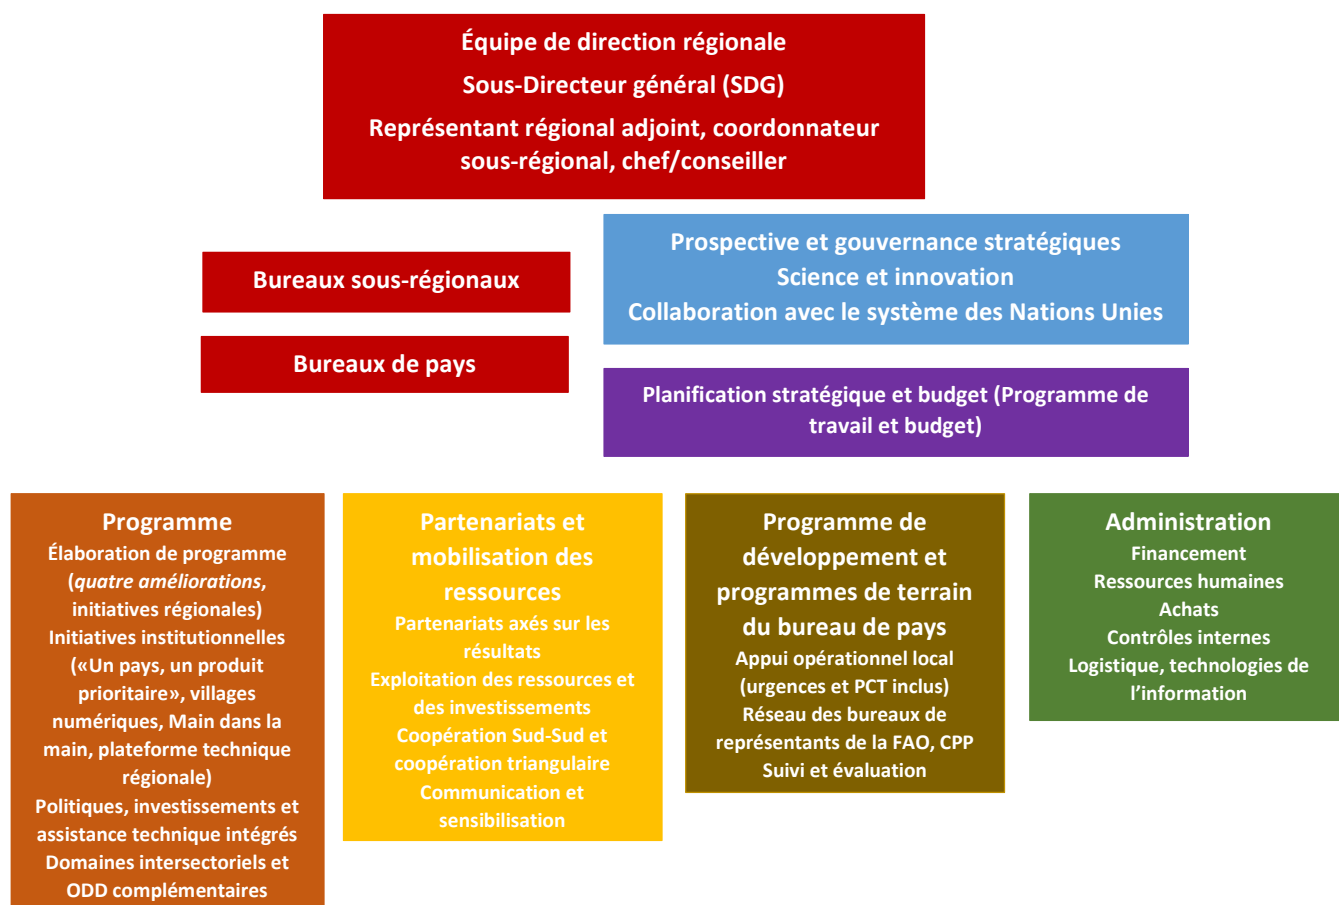 Équipe de direction régionale
Sous-Directeur général (SDG)
Représentant régional adjoint, coordonnateur
sous-régional, chef/conseiller
Bureaux sous-régionaux
Bureaux de pays
Prospective et gouvernance stratégiques
Science et innovation
Collaboration avec le système des Nations Unies
Planification stratégique et budget (Programme de
travail et budget)
Programme
Élaboration de programme
(quatre améliorations,
initiatives régionales)
Initiatives institutionnelles
(«Un pays, un produit
prioritaire», villages
numériques, Main dans la
main, plateforme technique
régionale)
Politiques, investissements et
assistance technique intégrés
Domaines intersectoriels et
ODD complémentaires
Partenariats et
mobilisation des
ressources
Partenariats axés sur les
résultats
Exploitation des ressources et
des investissements
Coopération Sud-Sud et
coopération triangulaire
Communication et
sensibilisation
Programme de
développement et
programmes de terrain
du bureau de pays
Appui opérationnel local
(urgences et PCT inclus)
Réseau des bureaux de
représentants de la FAO, CPP
Suivi et évaluation
Administration
Financement
Ressources humaines
Achats
Contrôles internes
Logistique, technologies de
l’information